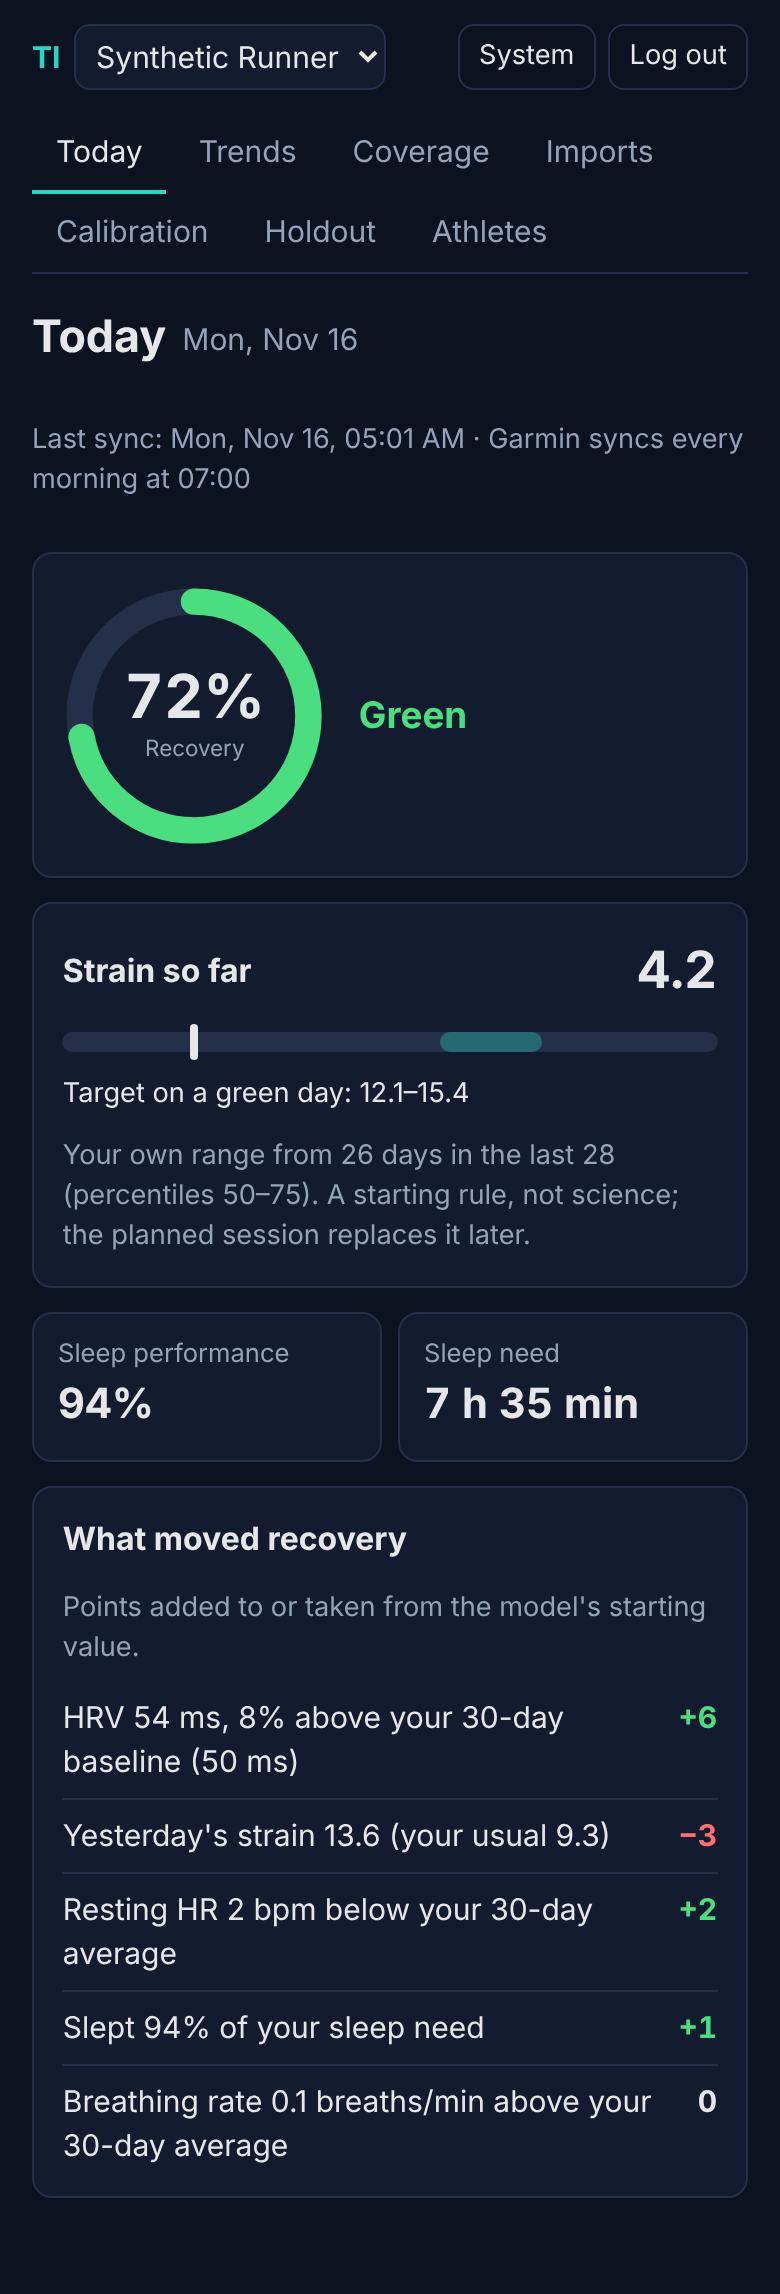 TI Synthetic Runner System Log out
Today Trends Coverage Imports
Calibration Holdout Athletes
Today Mon, Nov 16
Last sync: Mon, Nov 16, 05:01 AM · Garmin syncs every
morning at 07:00
72%
Recovery
Green
Strain so far 4.2
Target on a green day: 12.1–15.4
Your own range from 26 days in the last 28
(percentiles 50–75). A starting rule, not science;
the planned session replaces it later.
Sleep performance
94%
Sleep need
7 h 35 min
What moved recovery
Points added to or taken from the model's starting
value.
HRV 54 ms, 8% above your 30-day +6
baseline (50 ms)
Yesterday's strain 13.6 (your usual 9.3) −3
Resting HR 2 bpm below your 30-day +2
average
Slept 94% of your sleep need +1
Breathing rate 0.1 breaths/min above your 0
30-day average